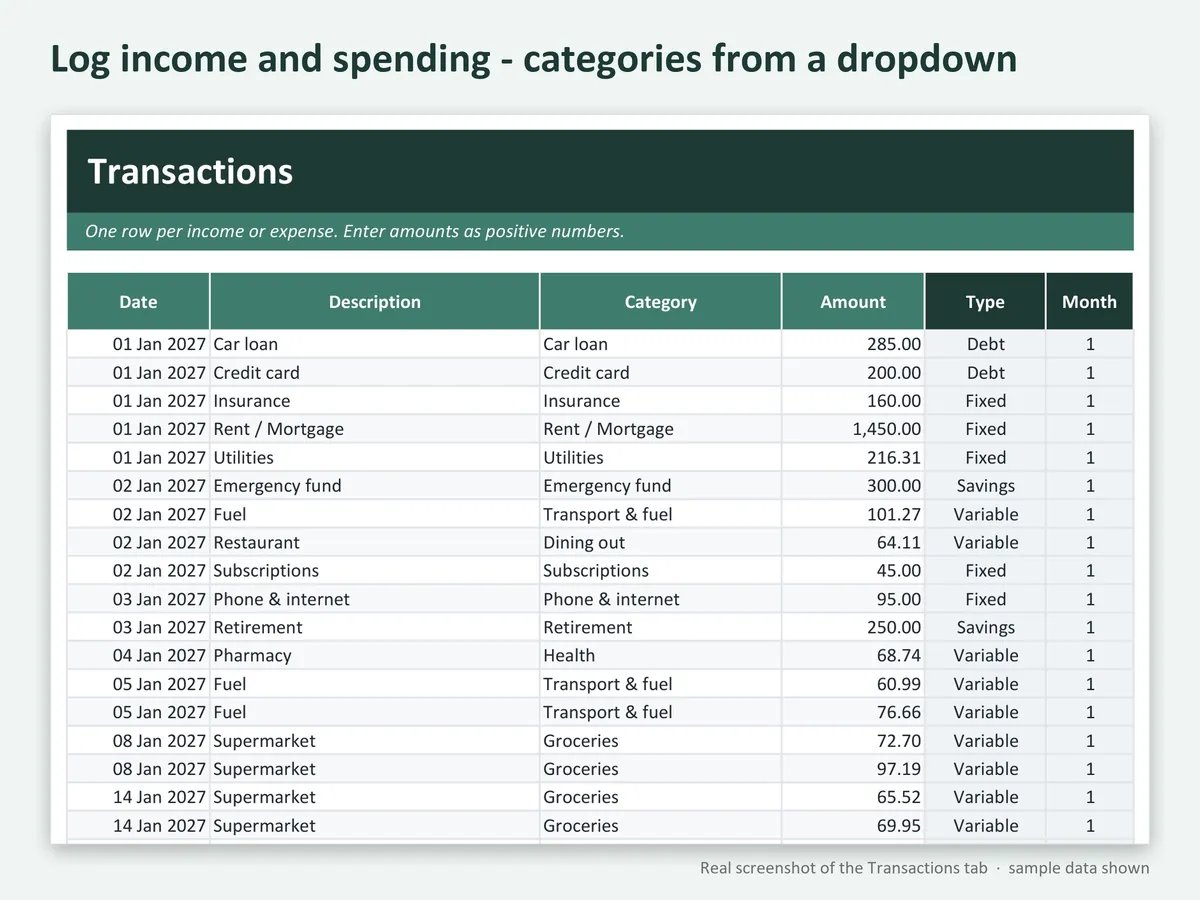 Log income and spending - categories from a dropdown
Transactions
One row per income or expense. Enter amounts as positive numbers.
Date Description Category Amount Type Month
01 Jan 2027 Car loan Car loan 285.00 Debt 1
01 Jan 2027 Credit card Credit card 200.00 Debt 1
01 Jan 2027 Insurance Insurance 160.00 Fixed 1
01 Jan 2027 Rent / Mortgage Rent / Mortgage 1,450.00 Fixed 1
01 Jan 2027 Utilities Utilities 216.31 Fixed 1
02 Jan 2027 Emergency fund Emergency fund 300.00 Savings 1
02 Jan 2027 Fuel Transport & fuel 101.27 Variable 1
02 Jan 2027 Restaurant Dining out 64.11 Variable 1
02 Jan 2027 Subscriptions Subscriptions 45.00 Fixed 1
03 Jan 2027 Phone & internet Phone & internet 95.00 Fixed 1
03 Jan 2027 Retirement Retirement 250.00 Savings 1
04 Jan 2027 Pharmacy Health 68.74 Variable 1
05 Jan 2027 Fuel Transport & fuel 60.99 Variable 1
05 Jan 2027 Fuel Transport & fuel 76.66 Variable 1
08 Jan 2027 Supermarket Groceries 72.70 Variable 1
08 Jan 2027 Supermarket Groceries 97.19 Variable 1
14 Jan 2027 Supermarket Groceries 65.52 Variable 1
14 Jan 2027 Supermarket Groceries 69.95 Variable 1
Real screenshot of the Transactions tab · sample data shown